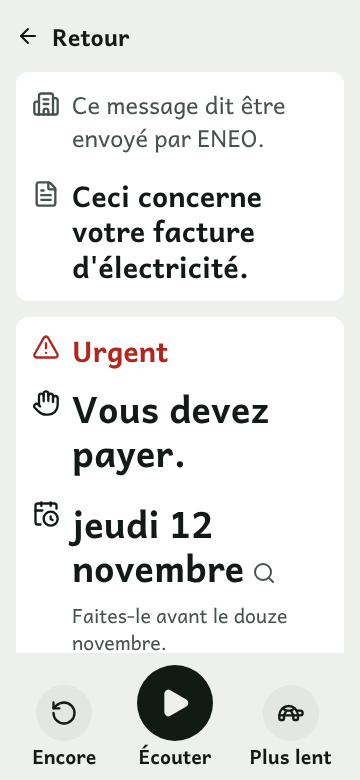 Retour
Ce message dit être
envoyé par ENEO.
Ceci concerne
votre facture
d'électricité.
Urgent
Vous devez
payer.
jeudi 12
novembre
Faites-le avant le douze
novembre.
Encore
Écouter
Plus lent